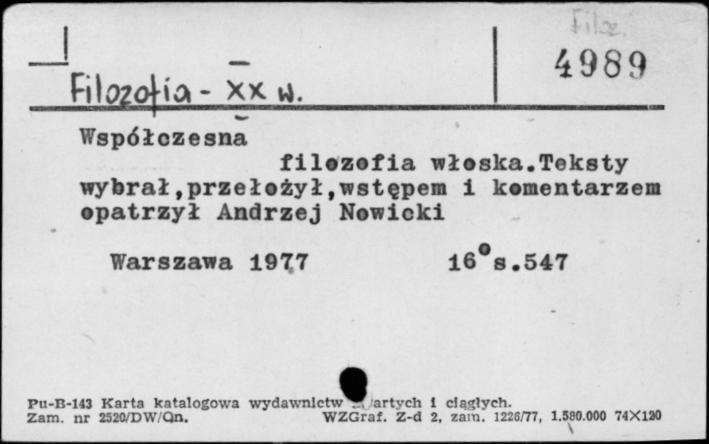 Filoz.
4989
Filozofia - XX w.
Współczesna
filozofia włoska.Teksty
wybrał,przełożył,wstępem i komentarzem
opatrzył Andrzej Nowicki
Warszawa 1977 16° s.547
Pu-B-143 Karta katalogowa wydawnictw zwartych i ciągłych.
Zam. nr 2520/DW/Qn. WZGraf. Z-d 2, zam. 1226/77, 1.580.000 74X120